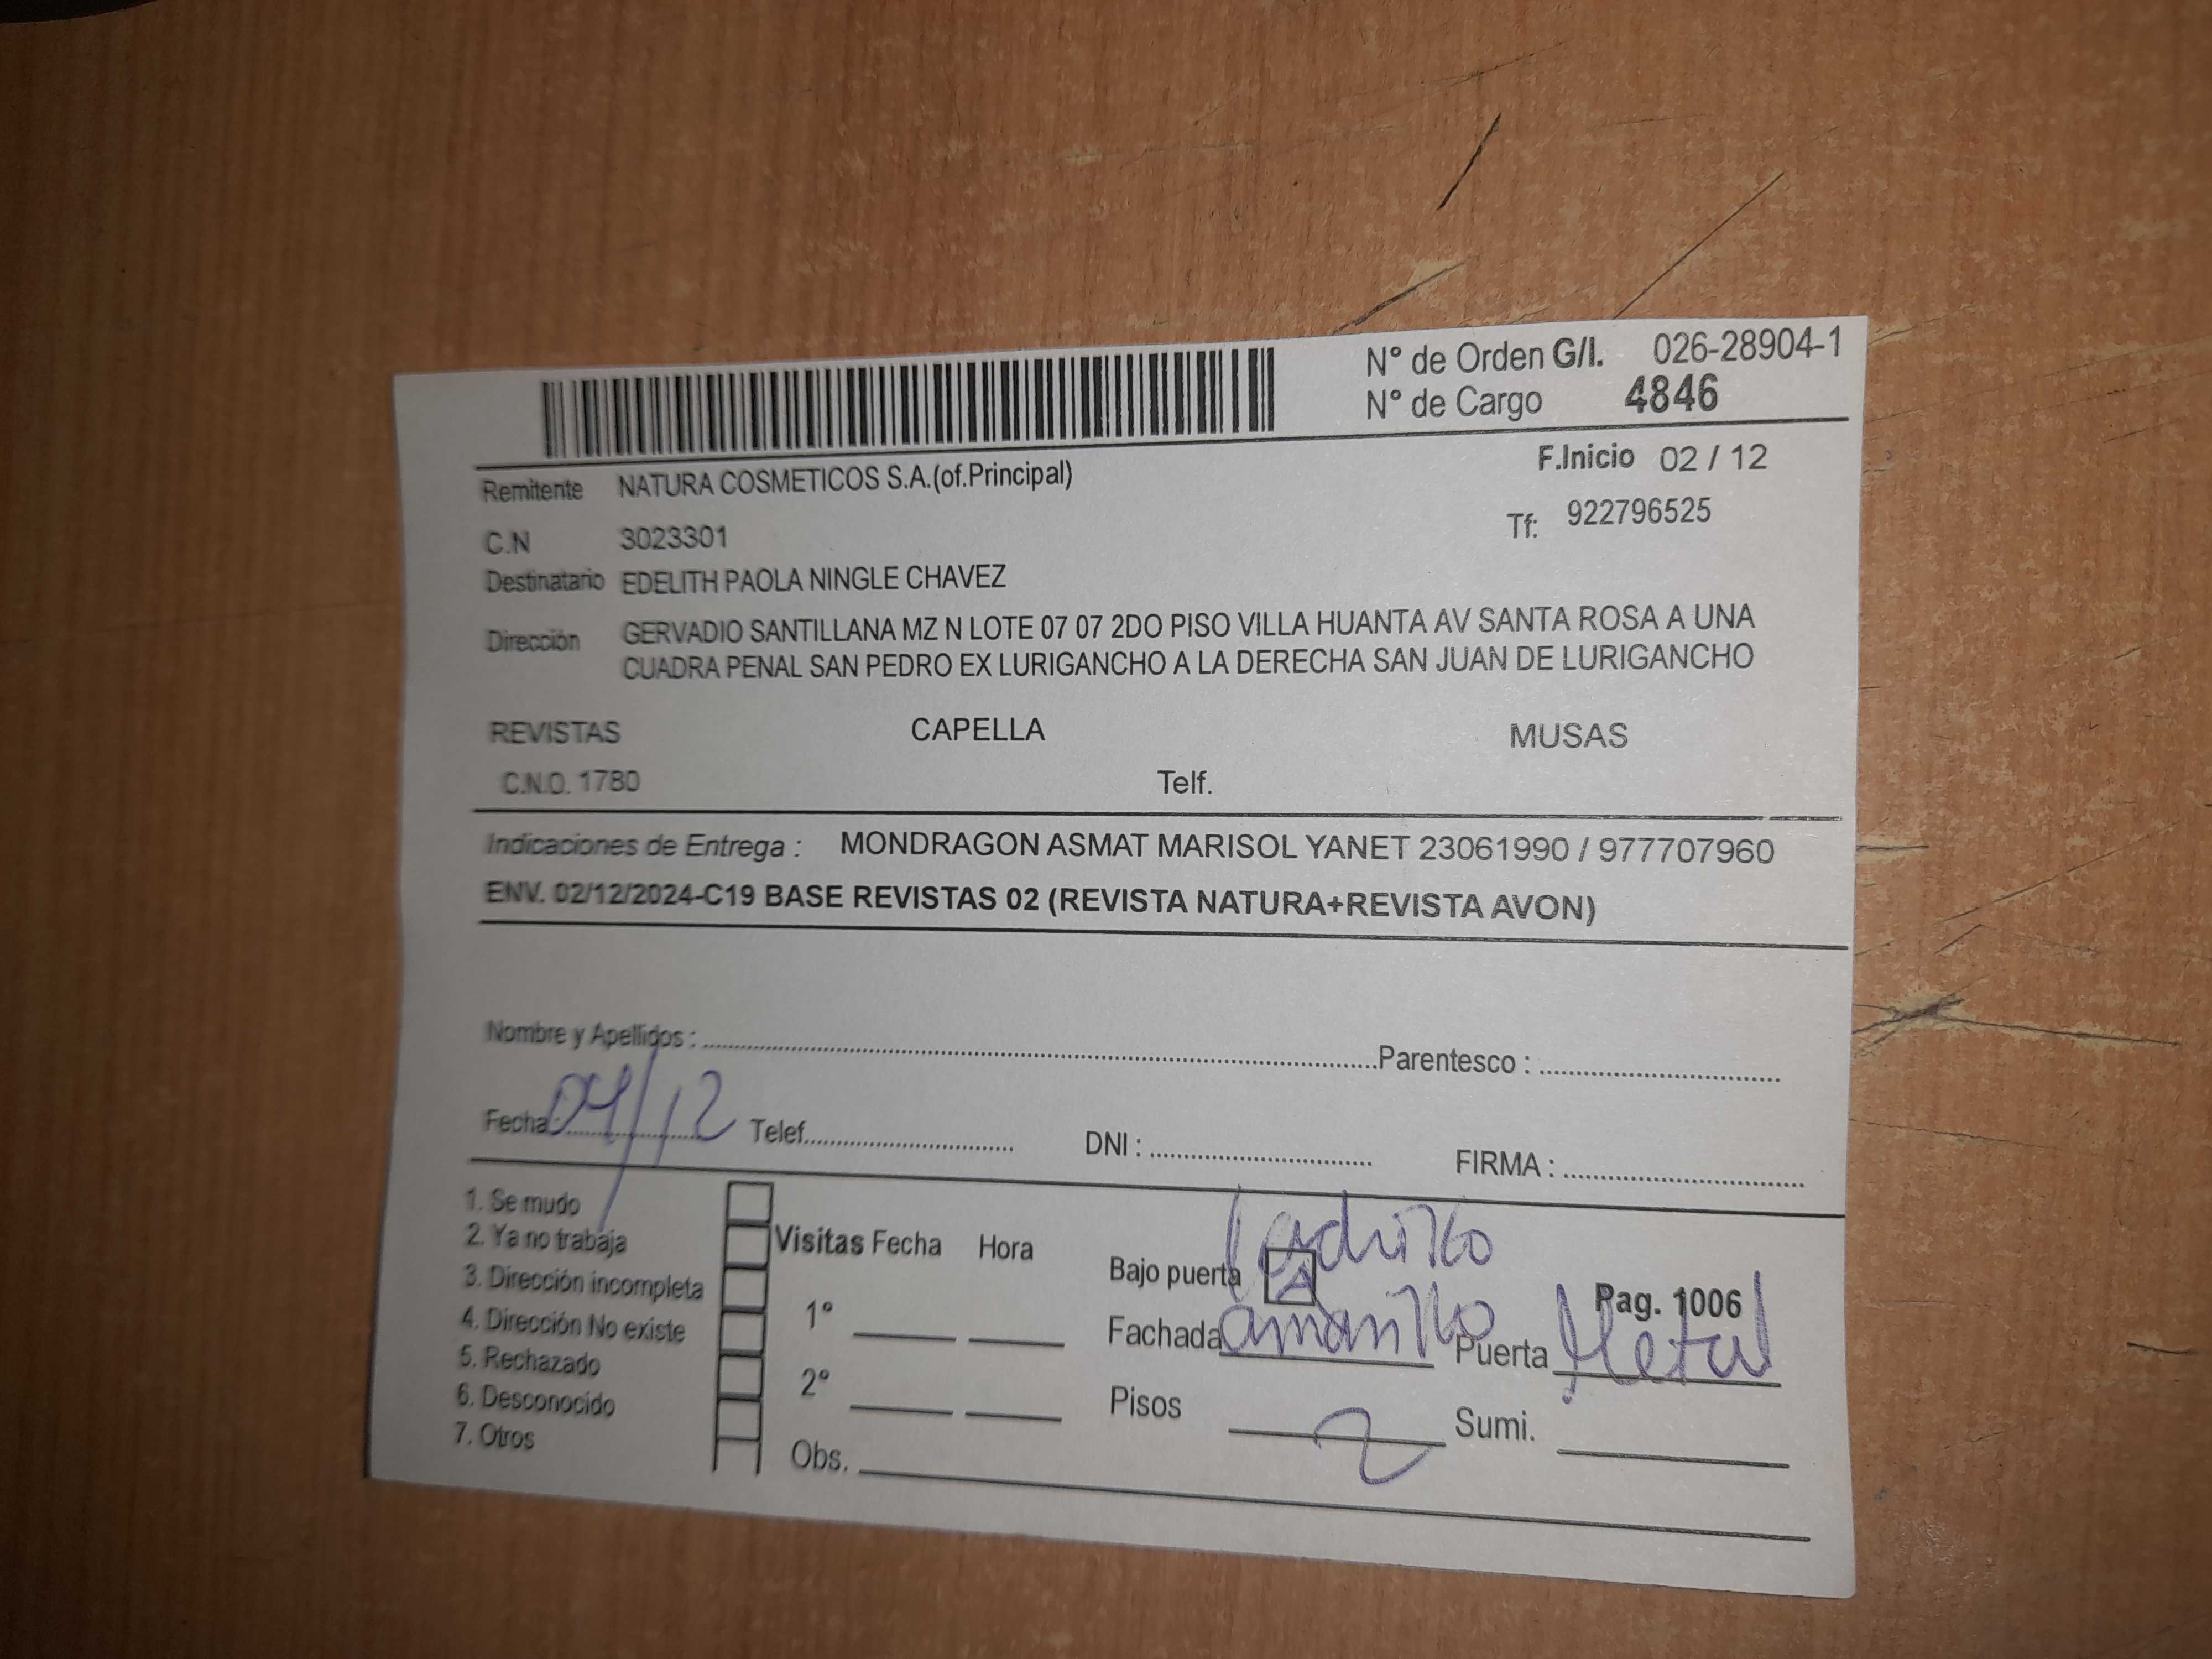 N° de Orden G/I. 026-28904-1
N° de Cargo 4846
F.Inicio 02 / 12
Remitente NATURA COSMETICOS S.A.(of.Principal)
Tf: 922796525
C.N 3023301
Destinatario EDELITH PAOLA NINGLE CHAVEZ
Dirección GERVADIO SANTILLANA MZ N LOTE 07 07 2DO PISO VILLA HUANTA AV SANTA ROSA A UNA
CUADRA PENAL SAN PEDRO EX LURIGANCHO A LA DERECHA SAN JUAN DE LURIGANCHO
REVISTAS CAPELLA MUSAS
C.N.O. 1780 Telf.
Indicaciones de Entrega : MONDRAGON ASMAT MARISOL YANET 23061990 / 977707960
ENV. 02/12/2024-C19 BASE REVISTAS 02 (REVISTA NATURA+REVISTA AVON)
Nombre y Apellidos : Parentesco :
Fecha: 04/12 Telef. DNI : FIRMA :
1. Se mudo
2. Ya no trabaja
3. Dirección incompleta
4. Dirección No existe
5. Rechazado
6. Desconocido
7. Otros
Visitas Fecha Hora
1°
2°
Obs.
ladrillo
Bajo puerta
Pag. 1006
Fachada amarillo Puerta Metal
Pisos 2 Sumi.